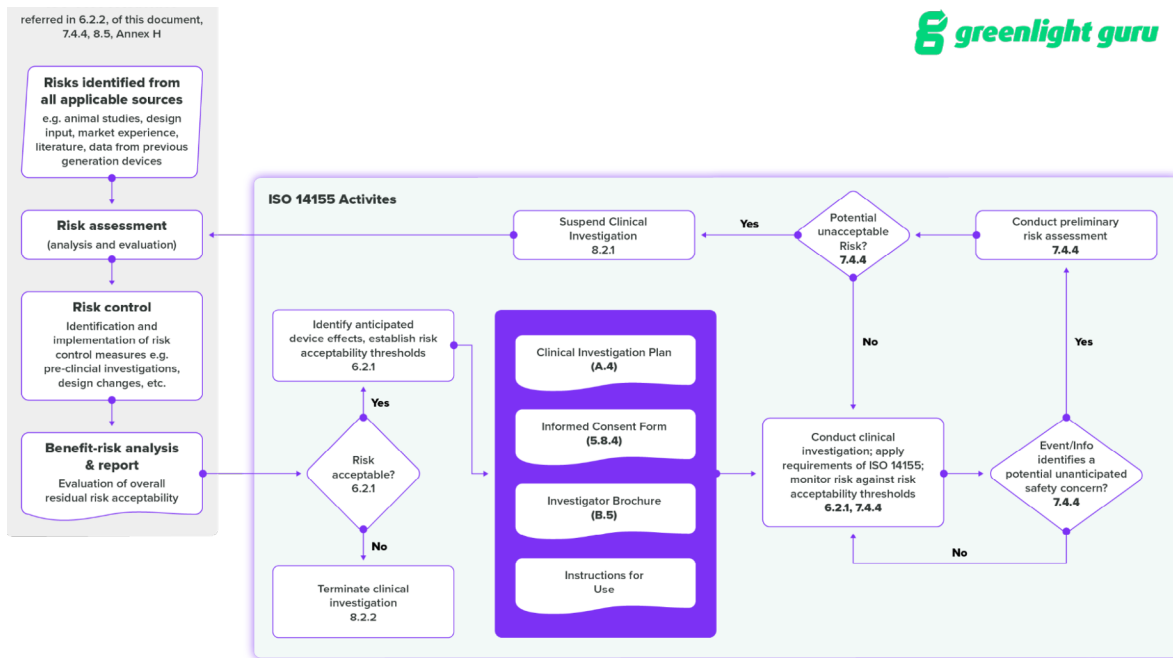 referred in 6.2.2, of this document,
7.4.4, 8.5, Annex H
greenlight guru
Risks identified from
all applicable sources
e.g. animal studies, design
input, market experience,
literature, data from previous
generation devices
Risk assessment
(analysis and evaluation)
Risk control
Identification and
implementation of risk
control measures e.g.
pre-clincial investigations,
design changes, etc.
Benefit-risk analysis
& report
Evaluation of overall
residual risk acceptability
ISO 14155 Activites
Suspend Clinical
Investigation
8.2.1
Yes
Potential
unacceptable
Risk?
7.4.4
Conduct preliminary
risk assessment
7.4.4
Identify anticipated
device effects, establish risk
acceptability thresholds
6.2.1
Yes
Risk
acceptable?
6.2.1
No
Terminate clinical
investigation
8.2.2
Clinical Investigation Plan
(A.4)
Informed Consent Form
(5.8.4)
Investigator Brochure
(B.5)
Instructions for
Use
No
Yes
Conduct clinical
investigation; apply
requirements of ISO 14155;
monitor risk against risk
acceptability thresholds
6.2.1, 7.4.4
Event/Info
identifies a
potential unanticipated
safety concern?
7.4.4
No